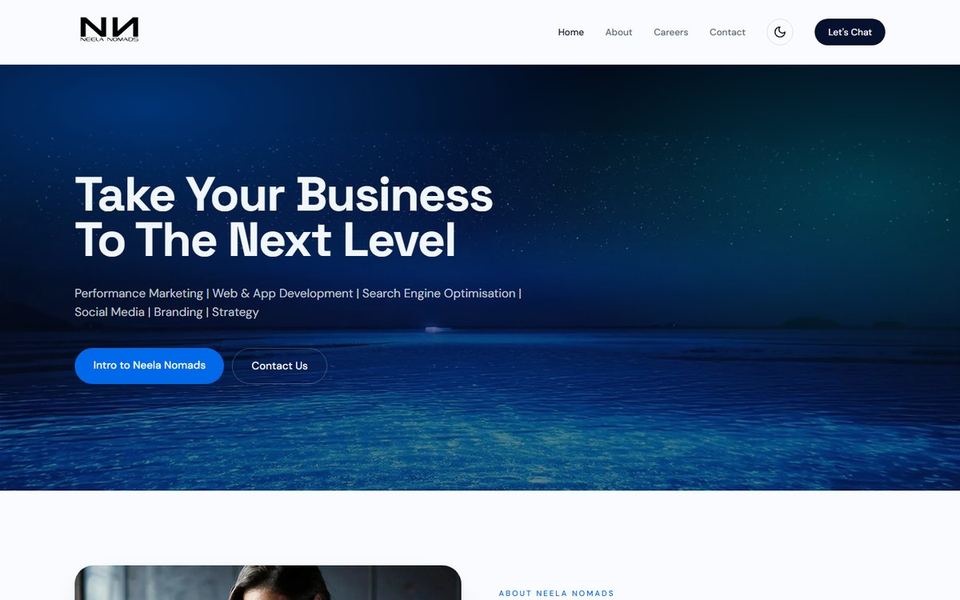 NN
NEELA NOMADS
Home About Careers Contact Let's Chat
Take Your Business
To The Next Level
Performance Marketing | Web & App Development | Search Engine Optimisation |
Social Media | Branding | Strategy
Intro to Neela Nomads Contact Us
ABOUT NEELA NOMADS